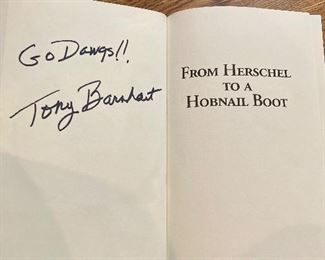 Go Dawgs!!
Tony Barnhart
From Herschel
to a
Hobnail Boot